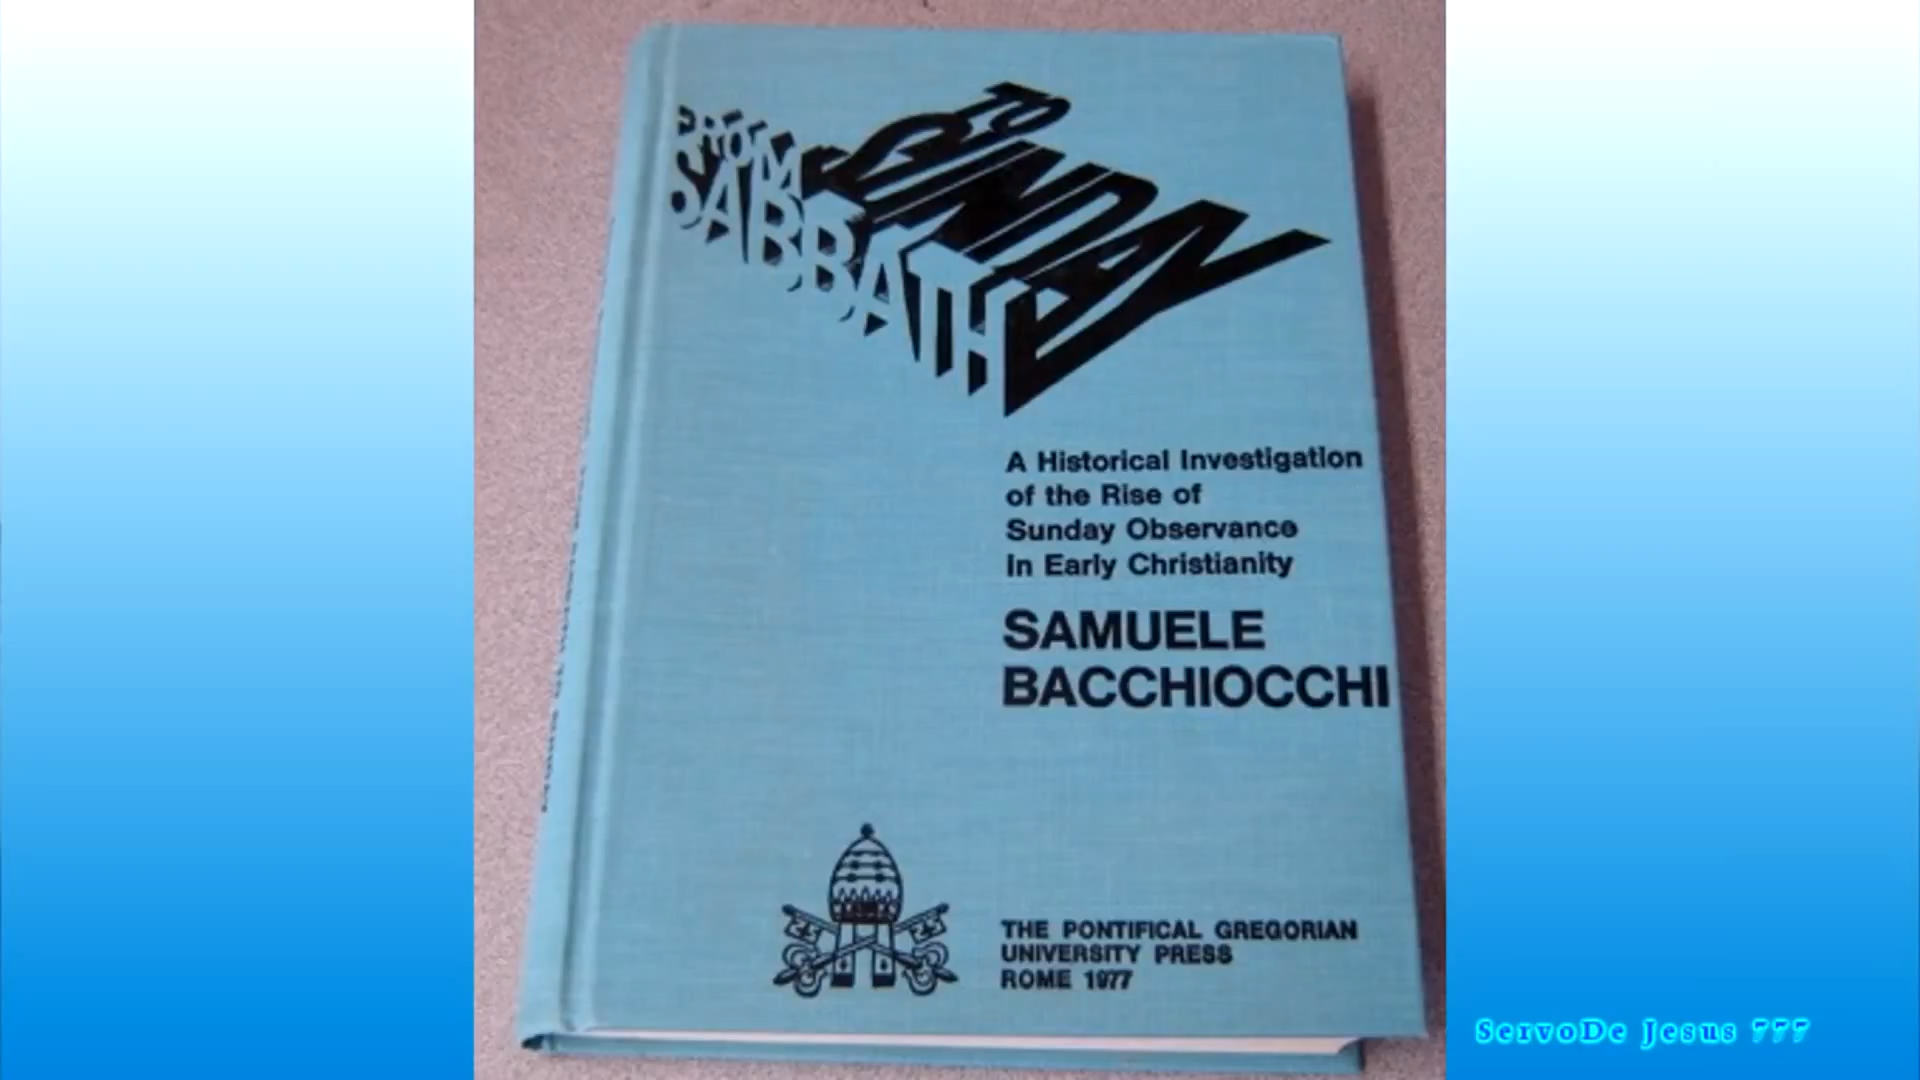 FROM
SABBATH
TO
SUNDAY
A Historical Investigation
of the Rise of
Sunday Observance
In Early Christianity
SAMUELE
BACCHIOCCHI
THE PONTIFICAL GREGORIAN
UNIVERSITY PRESS
ROME 1977
ServoDe Jesus 777